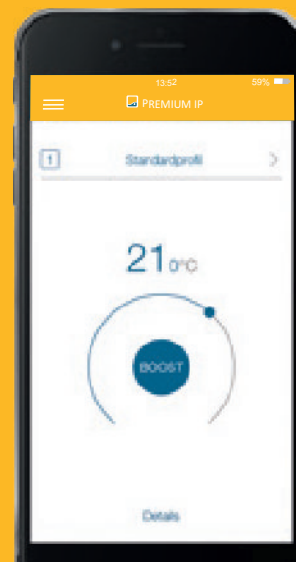 13:52 59%
PREMIUM IP
1 Standardprofil
21 0°C
BOOST
Details